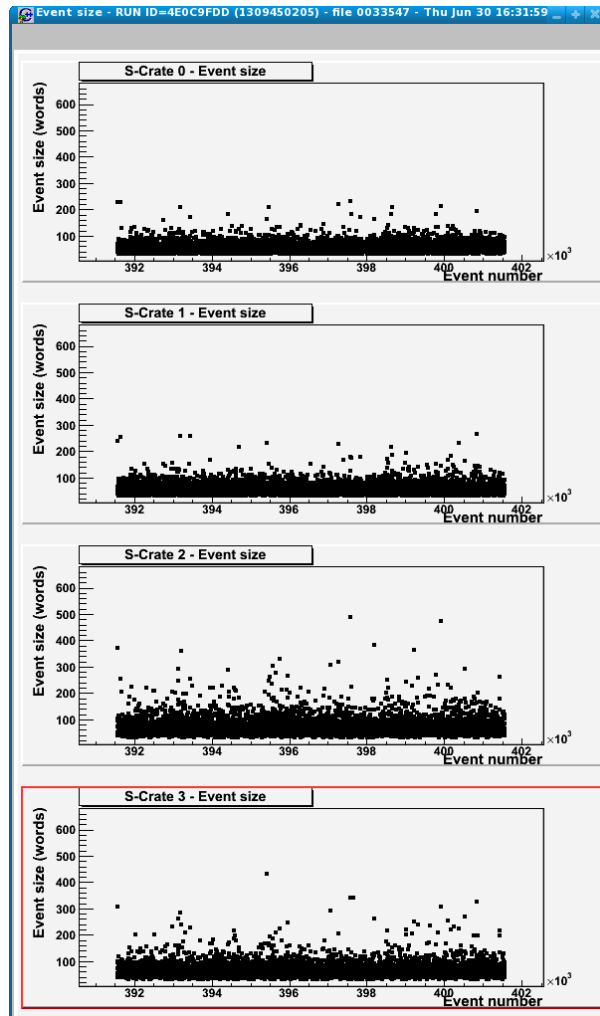 Event size - RUN ID=4E0C9FDD (1309450205) - file 0033547 - Thu Jun 30 16:31:59
S-Crate 0 - Event size
Event size (words)
600
500
400
300
200
100
392 394 396 398 400 402 ×10³
Event number
S-Crate 1 - Event size
Event size (words)
600
500
400
300
200
100
392 394 396 398 400 402 ×10³
Event number
S-Crate 2 - Event size
Event size (words)
600
500
400
300
200
100
392 394 396 398 400 402 ×10³
Event number
S-Crate 3 - Event size
Event size (words)
600
500
400
300
200
100
392 394 396 398 400 402 ×10³
Event number